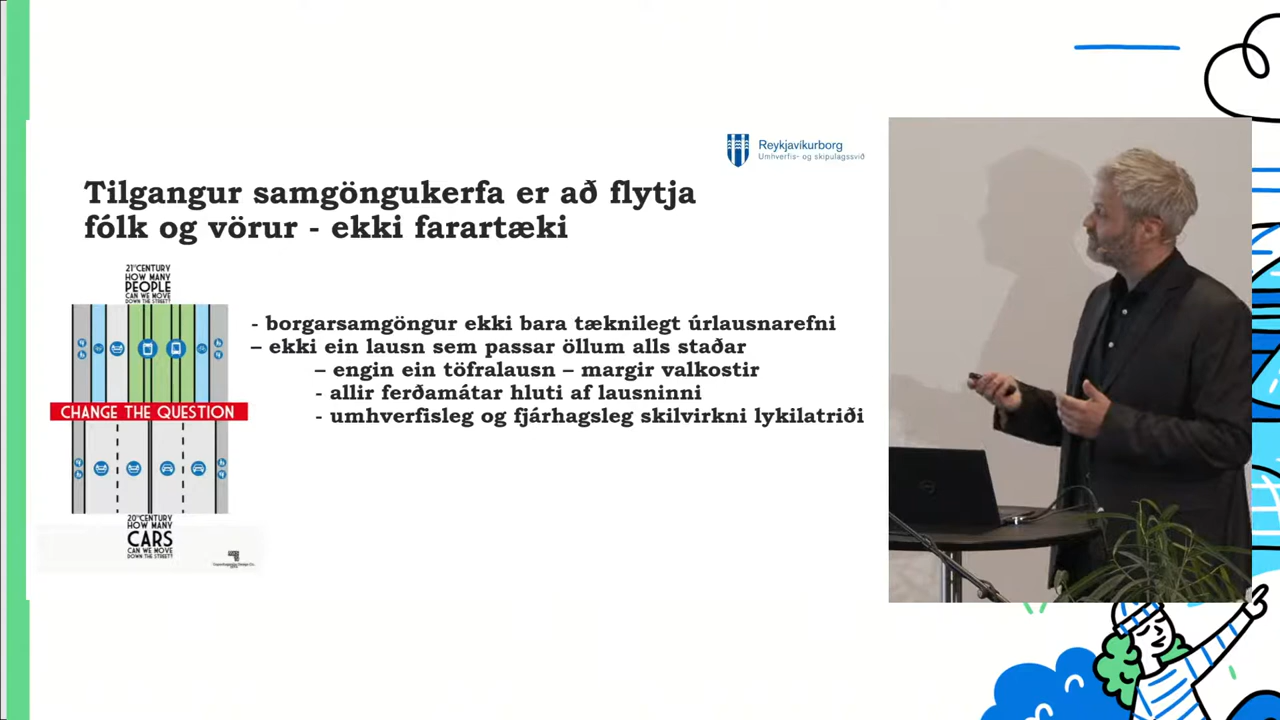 Reykjavíkurborg
Umhverfis- og skipulagssvið
Tilgangur samgöngukerfa er að flytja
fólk og vörur - ekki farartæki
21st CENTURY
HOW MANY
PEOPLE
CAN WE MOVE
DOWN THE STREET?
CHANGE THE QUESTION
20th CENTURY
HOW MANY
CARS
CAN WE MOVE
DOWN THE STREET?
- borgarsamgöngur ekki bara tæknilegt úrlausnarefni
– ekki ein lausn sem passar öllum alls staðar
– engin ein töfralausn – margir valkostir
- allir ferðamátar hluti af lausninni
- umhverfisleg og fjárhagsleg skilvirkni lykilatriði